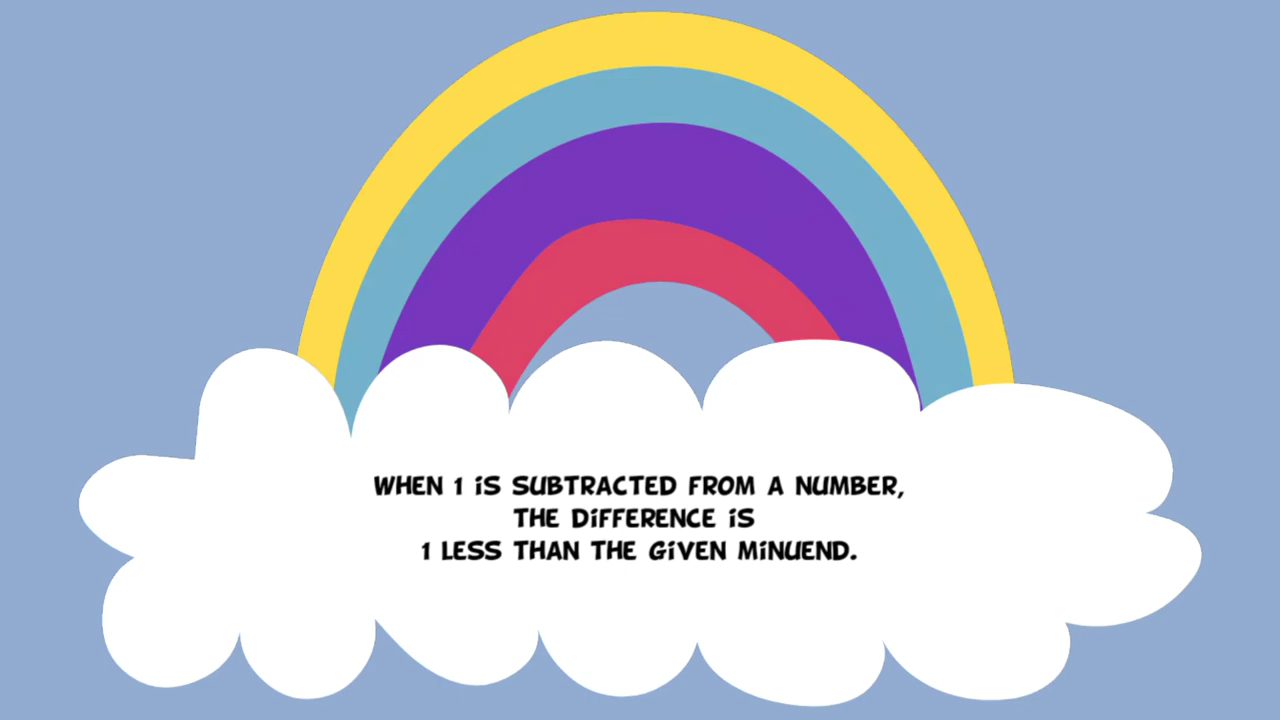 WHEN 1 IS SUBTRACTED FROM A NUMBER,
THE DIFFERENCE IS
1 LESS THAN THE GIVEN MINUEND.